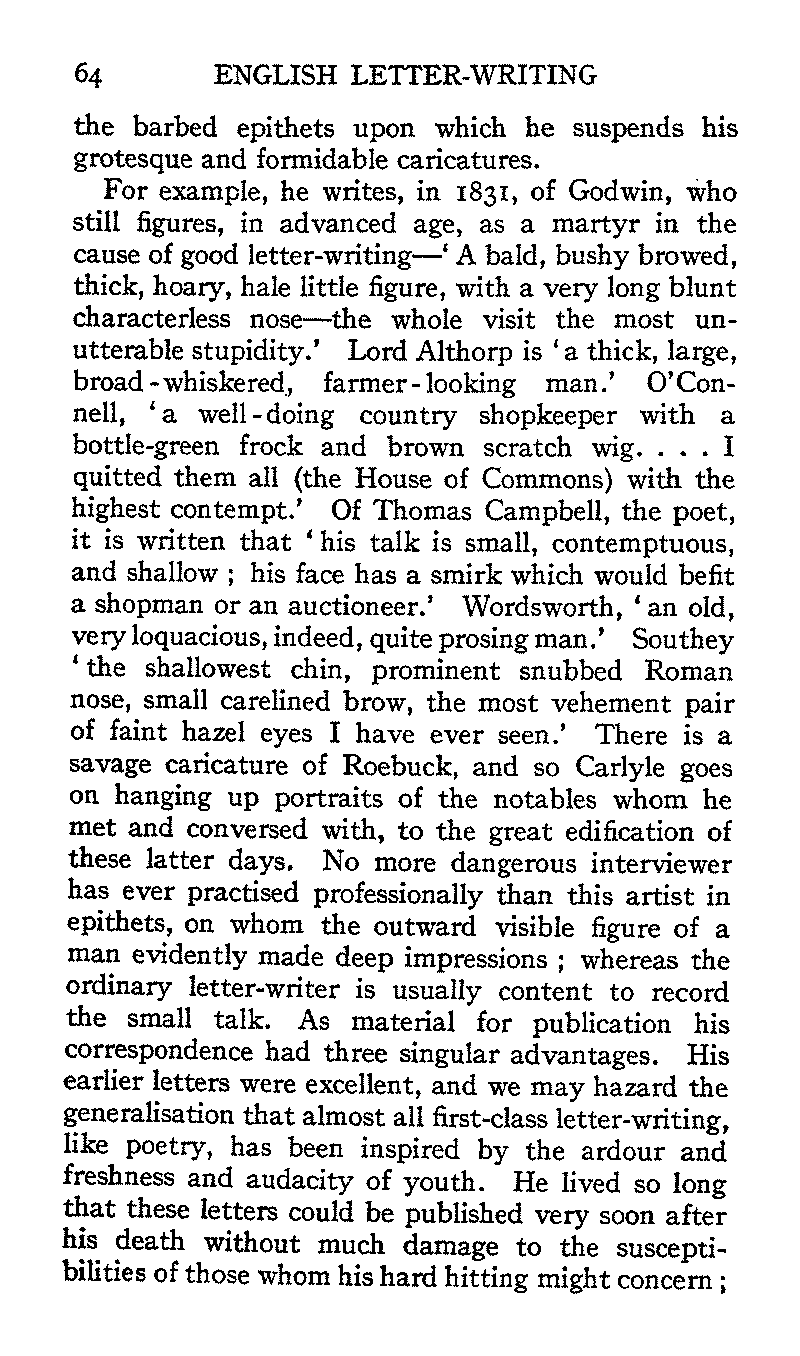 64 ENGLISH LETTER-WRITING
the barbed epithets upon which he suspends his
grotesque and formidable caricatures.
For example, he writes, in 1831, of Godwin, who
still figures, in advanced age, as a martyr in the
cause of good letter-writing—‘ A bald, bushy browed,
thick, hoary, hale little figure, with a very long blunt
characterless nose—the whole visit the most un-
utterable stupidity.’ Lord Althorp is ‘ a thick, large,
broad-whiskered, farmer-looking man.’ O’Con-
nell, ‘ a well-doing country shopkeeper with a
bottle-green frock and brown scratch wig. . . . I
quitted them all (the House of Commons) with the
highest contempt.’ Of Thomas Campbell, the poet,
it is written that ‘ his talk is small, contemptuous,
and shallow ; his face has a smirk which would befit
a shopman or an auctioneer.’ Wordsworth, ‘ an old,
very loquacious, indeed, quite prosing man.’ Southey
‘ the shallowest chin, prominent snubbed Roman
nose, small carelined brow, the most vehement pair
of faint hazel eyes I have ever seen.’ There is a
savage caricature of Roebuck, and so Carlyle goes
on hanging up portraits of the notables whom he
met and conversed with, to the great edification of
these latter days. No more dangerous interviewer
has ever practised professionally than this artist in
epithets, on whom the outward visible figure of a
man evidently made deep impressions ; whereas the
ordinary letter-writer is usually content to record
the small talk. As material for publication his
correspondence had three singular advantages. His
earlier letters were excellent, and we may hazard the
generalisation that almost all first-class letter-writing,
like poetry, has been inspired by the ardour and
freshness and audacity of youth. He lived so long
that these letters could be published very soon after
his death without much damage to the suscepti-
bilities of those whom his hard hitting might concern ;